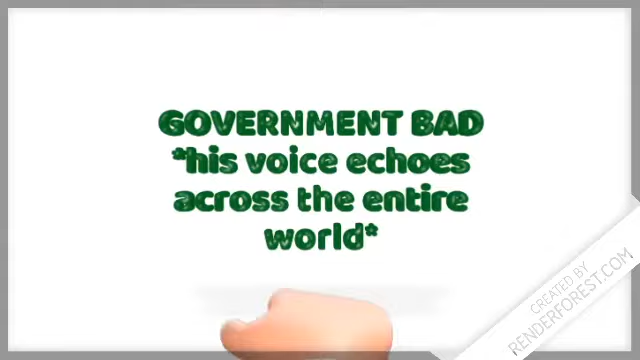 GOVERNMENT BAD
*his voice echoes
across the entire
world*
CREATED BY
RENDERFOREST.COM